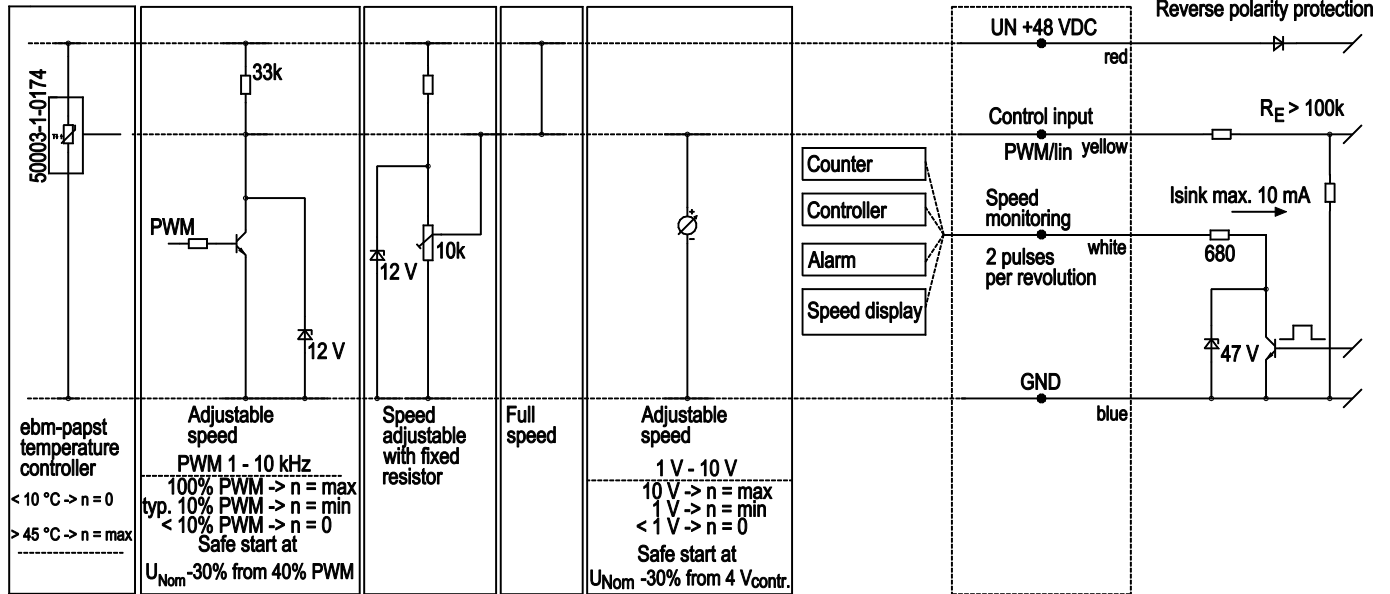 50003-1-0174
ebm-papst
temperature
controller
< 10 °C -> n = 0
> 45 °C -> n = max
33k
PWM
12 V
Adjustable
speed
PWM 1 - 10 kHz
100% PWM -> n = max
typ. 10% PWM -> n = min
< 10% PWM -> n = 0
Safe start at
UNom -30% from 40% PWM
12 V
10k
Speed
adjustable
with fixed
resistor
Full
speed
+
-
Adjustable
speed
1 V - 10 V
10 V -> n = max
1 V -> n = min
< 1 V -> n = 0
Safe start at
UNom -30% from 4 Vcontr.
Counter
Controller
Alarm
Speed display
UN +48 VDC
red
Control input
PWM/lin yellow
Speed
monitoring
white
2 pulses
per revolution
GND
blue
Reverse polarity protection
RE > 100k
Isink max. 10 mA
680
47 V